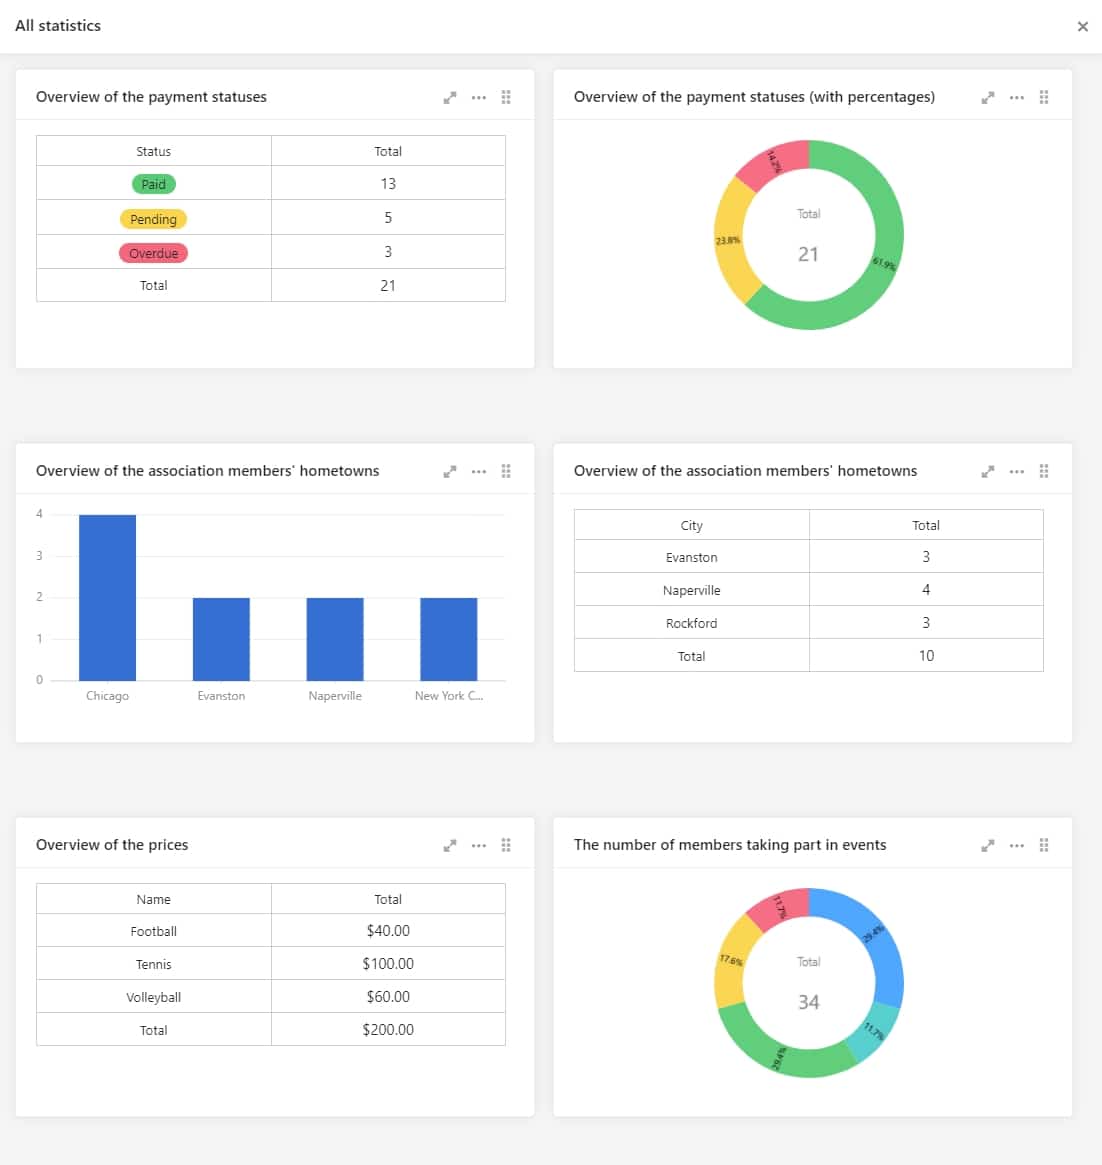 All statistics
Overview of the payment statuses
Status Total
Paid 13
Pending 5
Overdue 3
Total 21
Overview of the payment statuses (with percentages)
14.2%
23.8%
61.9%
Total
21
Overview of the association members' hometowns
4
3
2
1
0
Chicago Evanston Naperville New York C...
Overview of the association members' hometowns
City Total
Evanston 3
Naperville 4
Rockford 3
Total 10
Overview of the prices
Name Total
Football $40.00
Tennis $100.00
Volleyball $60.00
Total $200.00
The number of members taking part in events
11.7%
29.4%
17.6%
11.7%
29.4%
Total
34